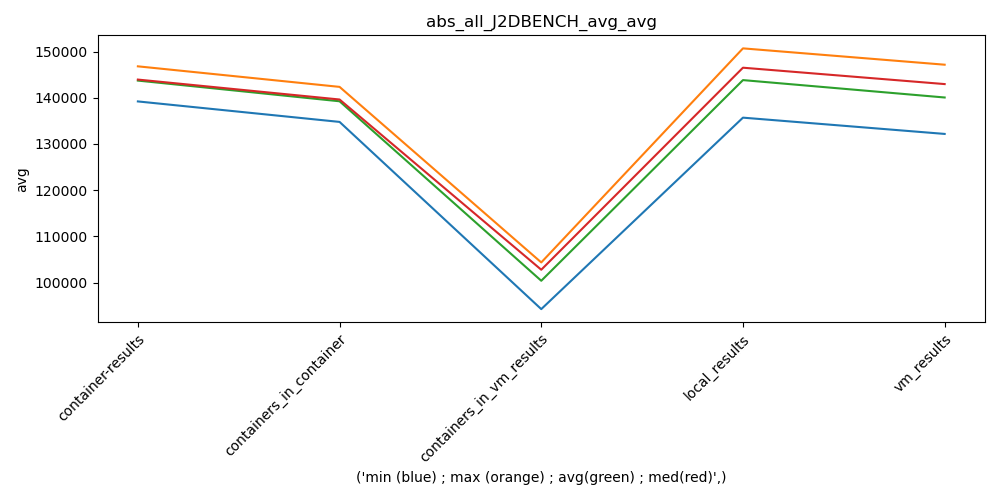 abs_all_J2DBENCH_avg_avg
avg
150000
140000
130000
120000
110000
100000
container-results
containers_in_container
containers_in_vm_results
local_results
vm_results
('min (blue) ; max (orange) ; avg(green) ; med(red)',)